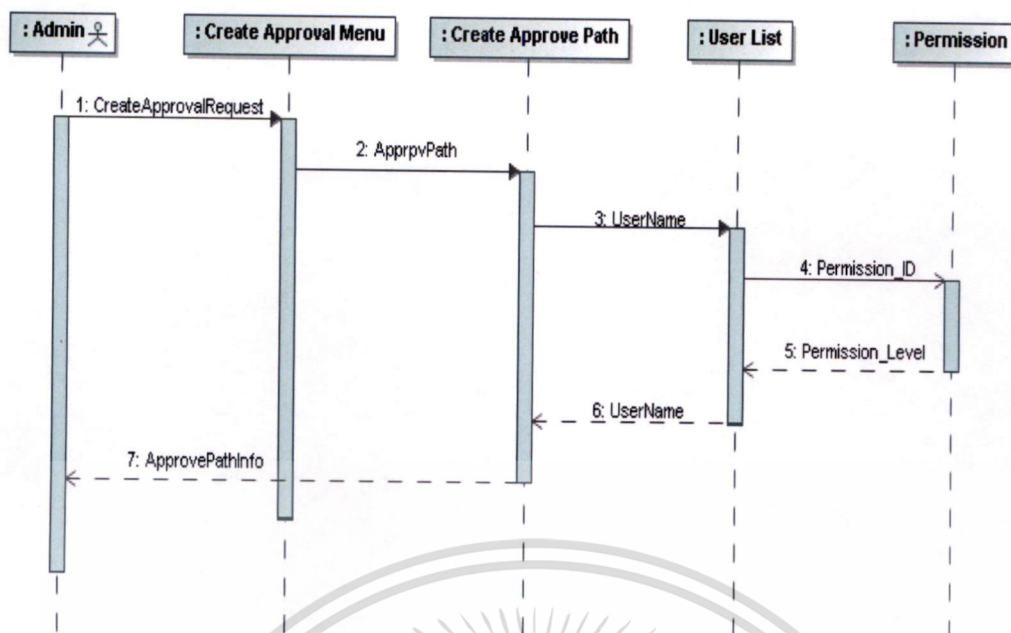 : Admin
: Create Approval Menu
: Create Approve Path
: User List
: Permission
1: CreateApprovalRequest
2: ApprpvPath
3: UserName
4: Permission_ID
5: Permission_Level
6: UserName
7: ApprovePathInfo